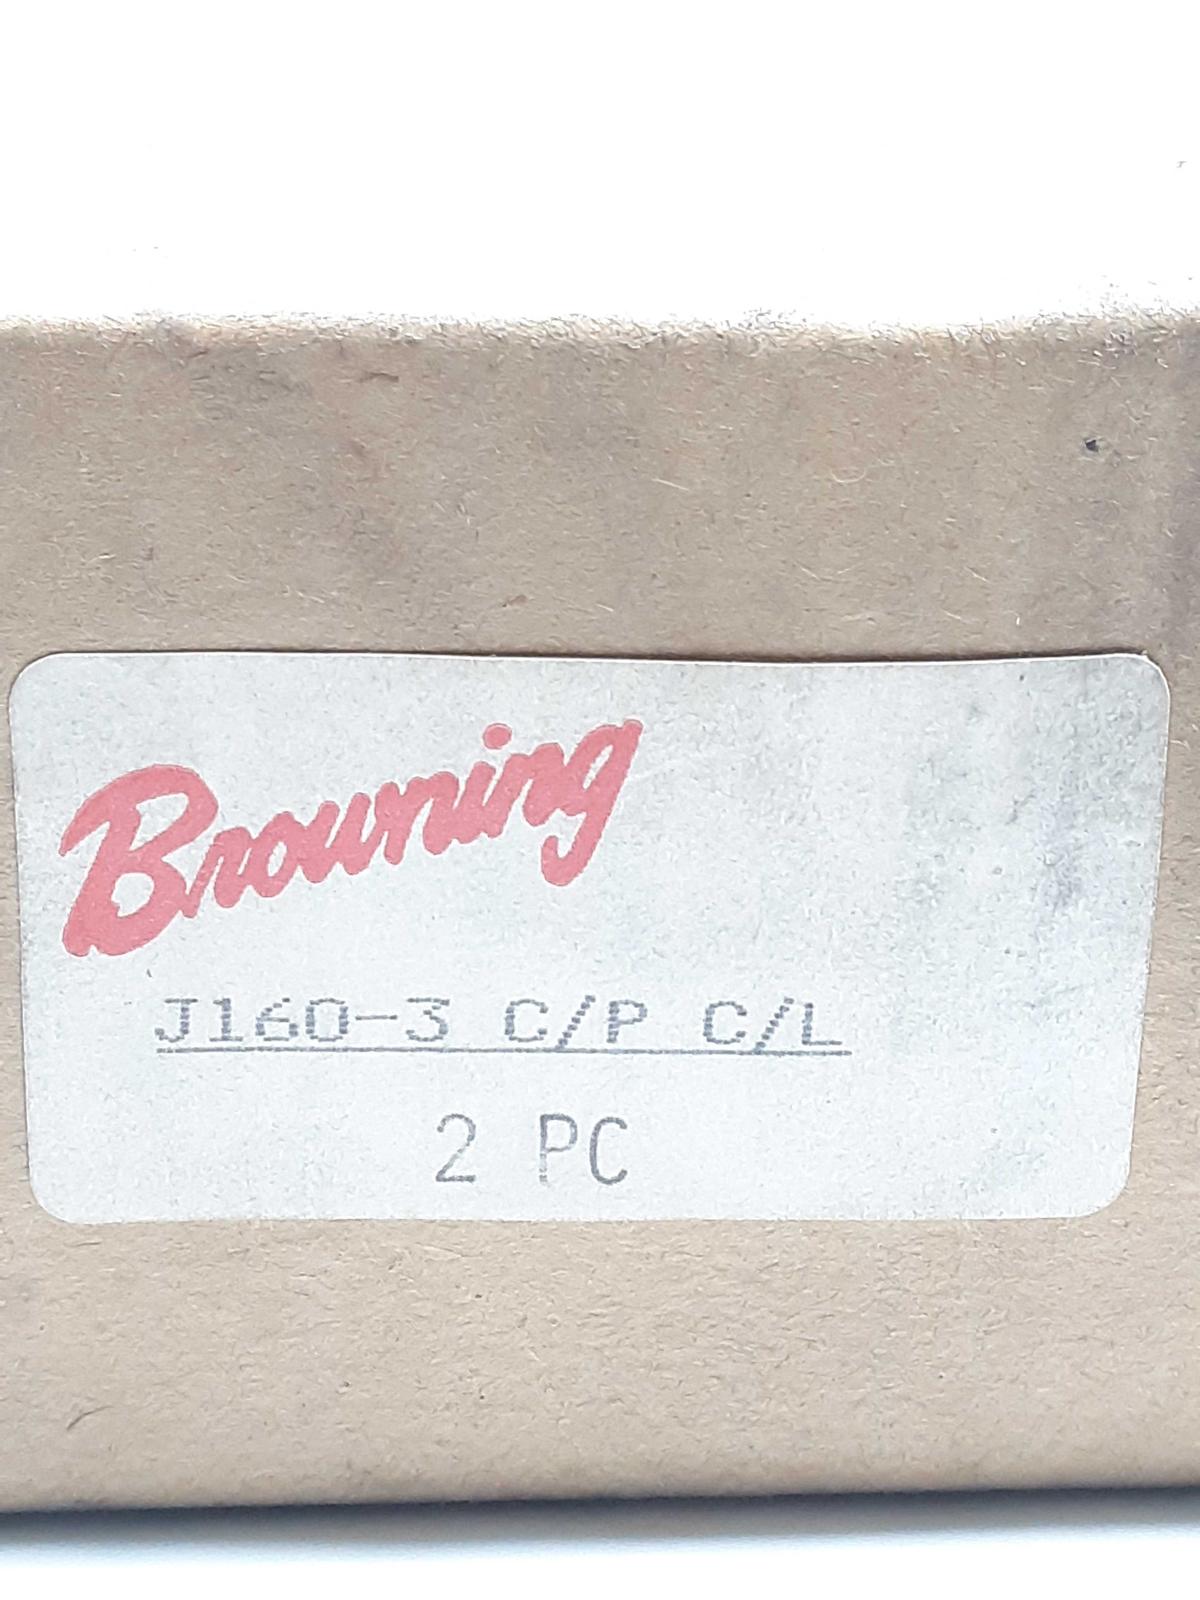 Browning
J160-3 C/P C/L
2 PC